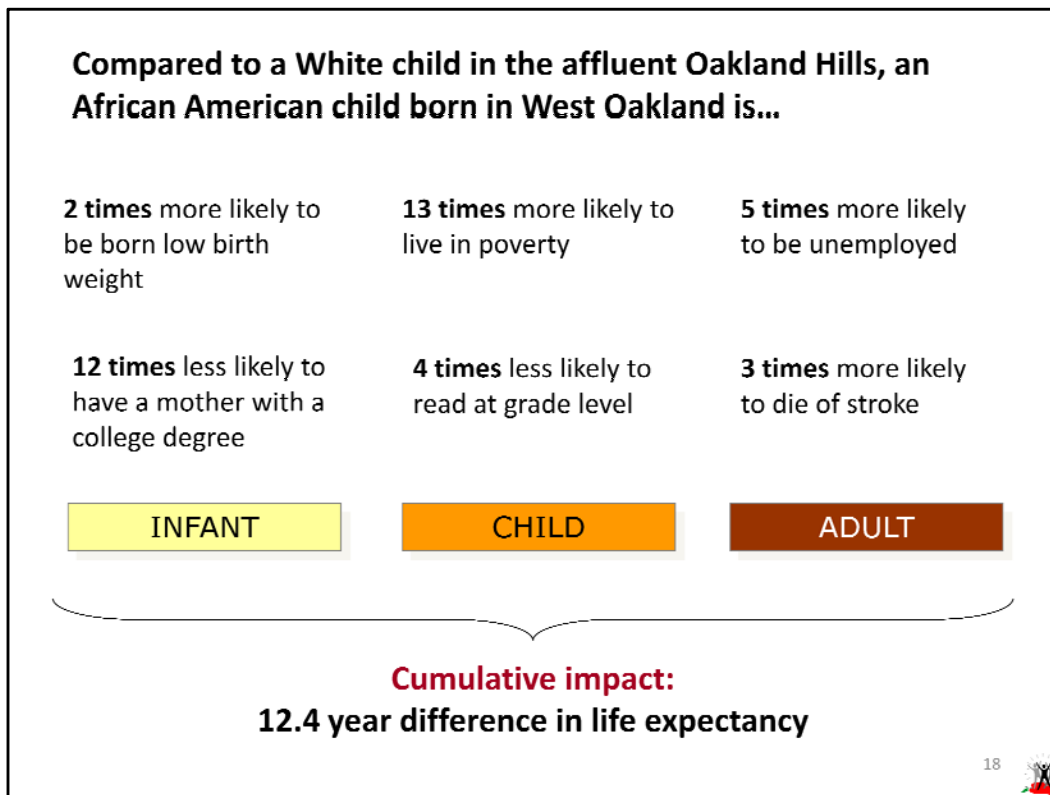 Compared to a White child in the affluent Oakland Hills, an
African American child born in West Oakland is...
2 times more likely to
be born low birth
weight
13 times more likely to
live in poverty
5 times more likely
to be unemployed
12 times less likely to
have a mother with a
college degree
4 times less likely to
read at grade level
3 times more likely
to die of stroke
INFANT
CHILD
ADULT
Cumulative impact:
12.4 year difference in life expectancy
18